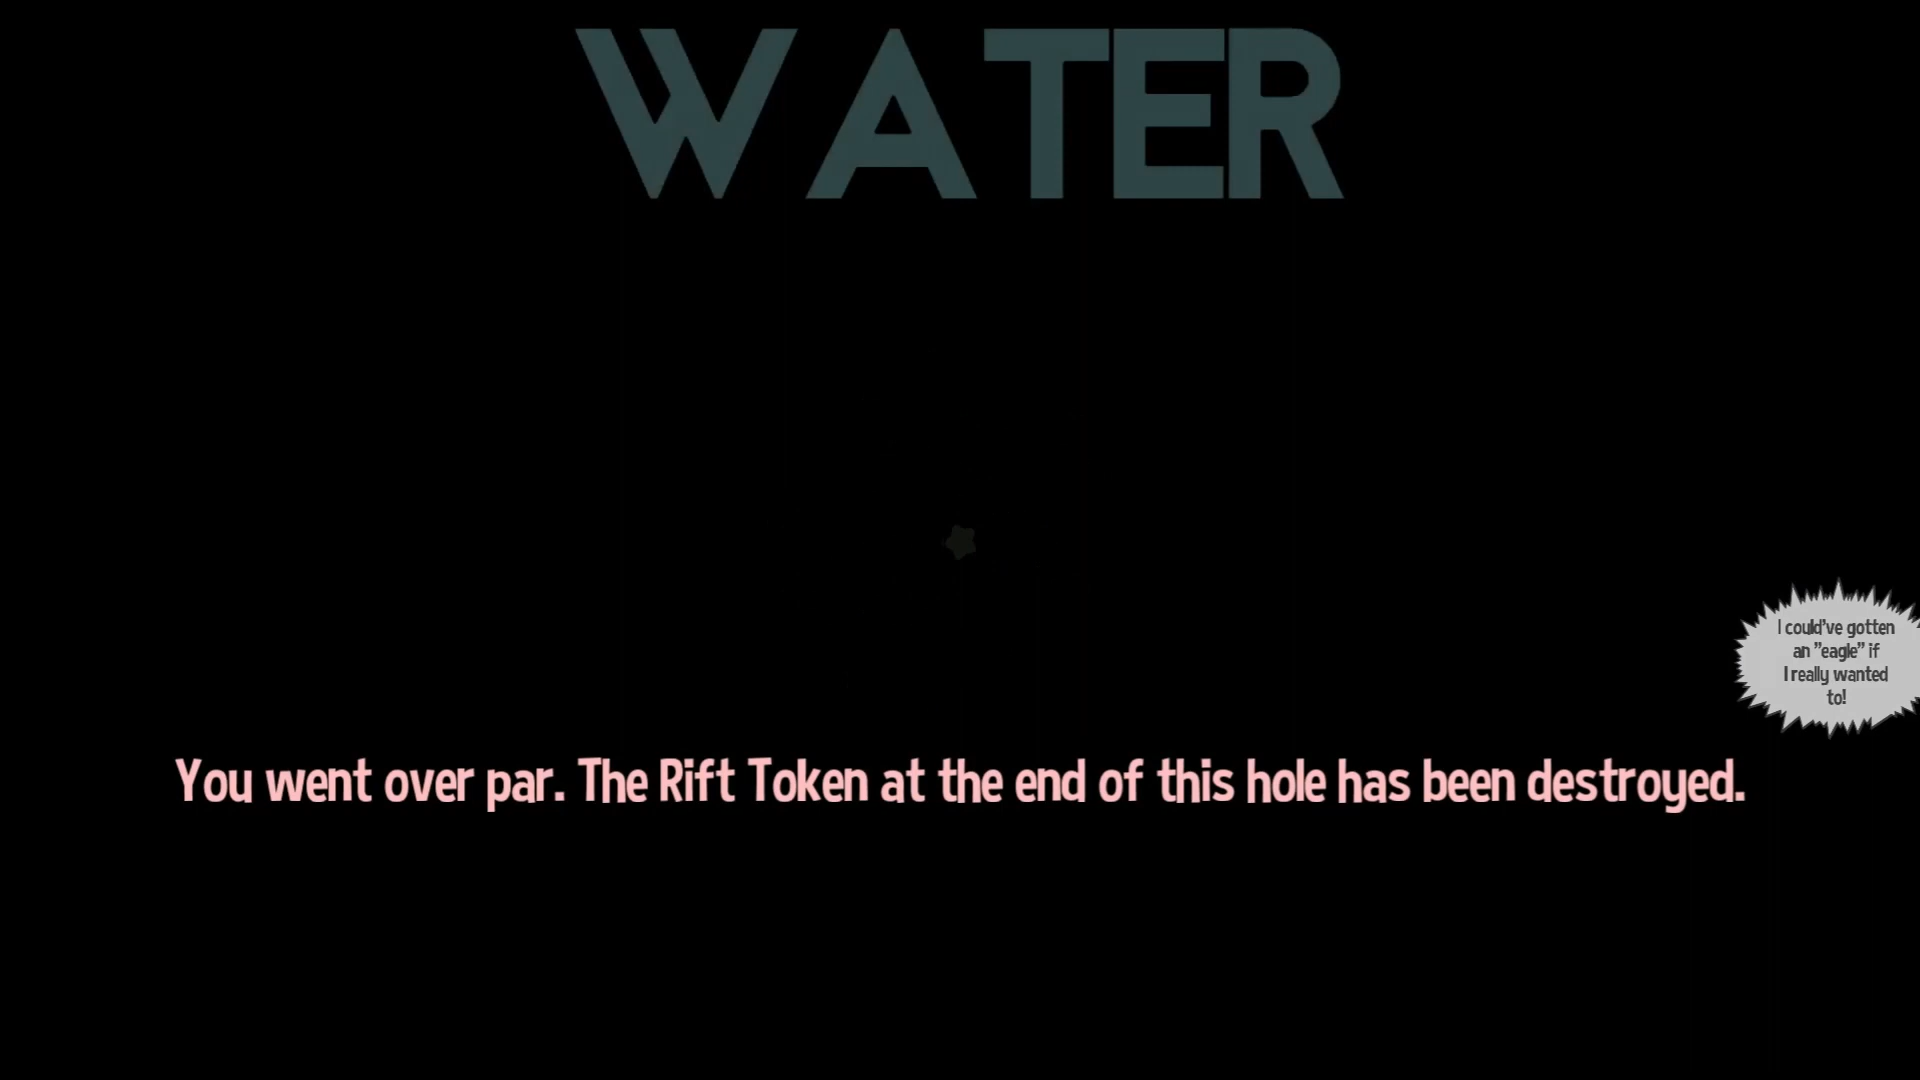 WATER
I could've gotten
an "eagle" if
I really wanted
to!
You went over par. The Rift Token at the end of this hole has been destroyed.